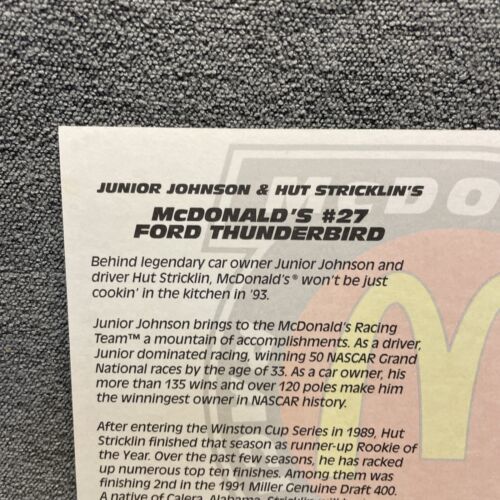 JUNIOR JOHNSON & HUT STRICKLIN'S
McDONALD'S #27
FORD THUNDERBIRD
Behind legendary car owner Junior Johnson and
driver Hut Stricklin, McDonald's® won't be just
cookin' in the kitchen in '93.
Junior Johnson brings to the McDonald's Racing
Team™ a mountain of accomplishments. As a driver,
Junior dominated racing, winning 50 NASCAR Grand
National races by the age of 33. As a car owner, his
more than 135 wins and over 120 poles make him
the winningest owner in NASCAR history.
After entering the Winston Cup Series in 1989, Hut
Stricklin finished that season as runner-up Rookie of
the Year. Over the past few seasons, he has racked
up numerous top ten finishes. Among them was
finishing 2nd in the 1991 Miller Genuine Draft 400.
A native of Calera, Alabama, Stricklin will
McDO